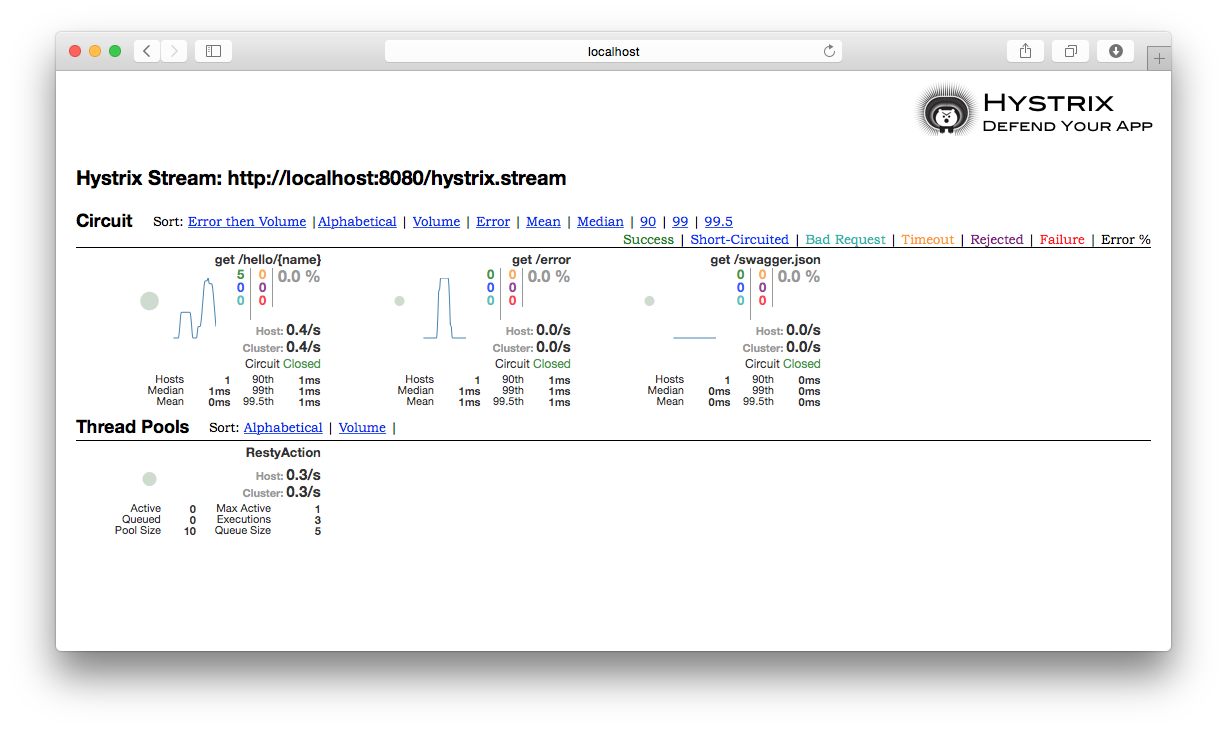 localhost
HYSTRIX
DEFEND YOUR APP
Hystrix Stream: http://localhost:8080/hystrix.stream
Circuit Sort: Error then Volume | Alphabetical | Volume | Error | Mean | Median | 90 | 99 | 99.5
Success | Short-Circuited | Bad Request | Timeout | Rejected | Failure | Error %
get /hello/{name}
5 0 0.0 %
0 0
0 0
Host: 0.4/s
Cluster: 0.4/s
Circuit Closed
Hosts 1 90th 1ms
Median 1ms 99th 1ms
Mean 0ms 99.5th 1ms
get /error
0 0 0.0 %
0 0
0 0
Host: 0.0/s
Cluster: 0.0/s
Circuit Closed
Hosts 1 90th 1ms
Median 1ms 99th 1ms
Mean 1ms 99.5th 1ms
get /swagger.json
0 0 0.0 %
0 0
0 0
Host: 0.0/s
Cluster: 0.0/s
Circuit Closed
Hosts 1 90th 0ms
Median 0ms 99th 0ms
Mean 0ms 99.5th 0ms
Thread Pools Sort: Alphabetical | Volume |
RestyAction
Host: 0.3/s
Cluster: 0.3/s
Active 0 Max Active 1
Queued 0 Executions 3
Pool Size 10 Queue Size 5